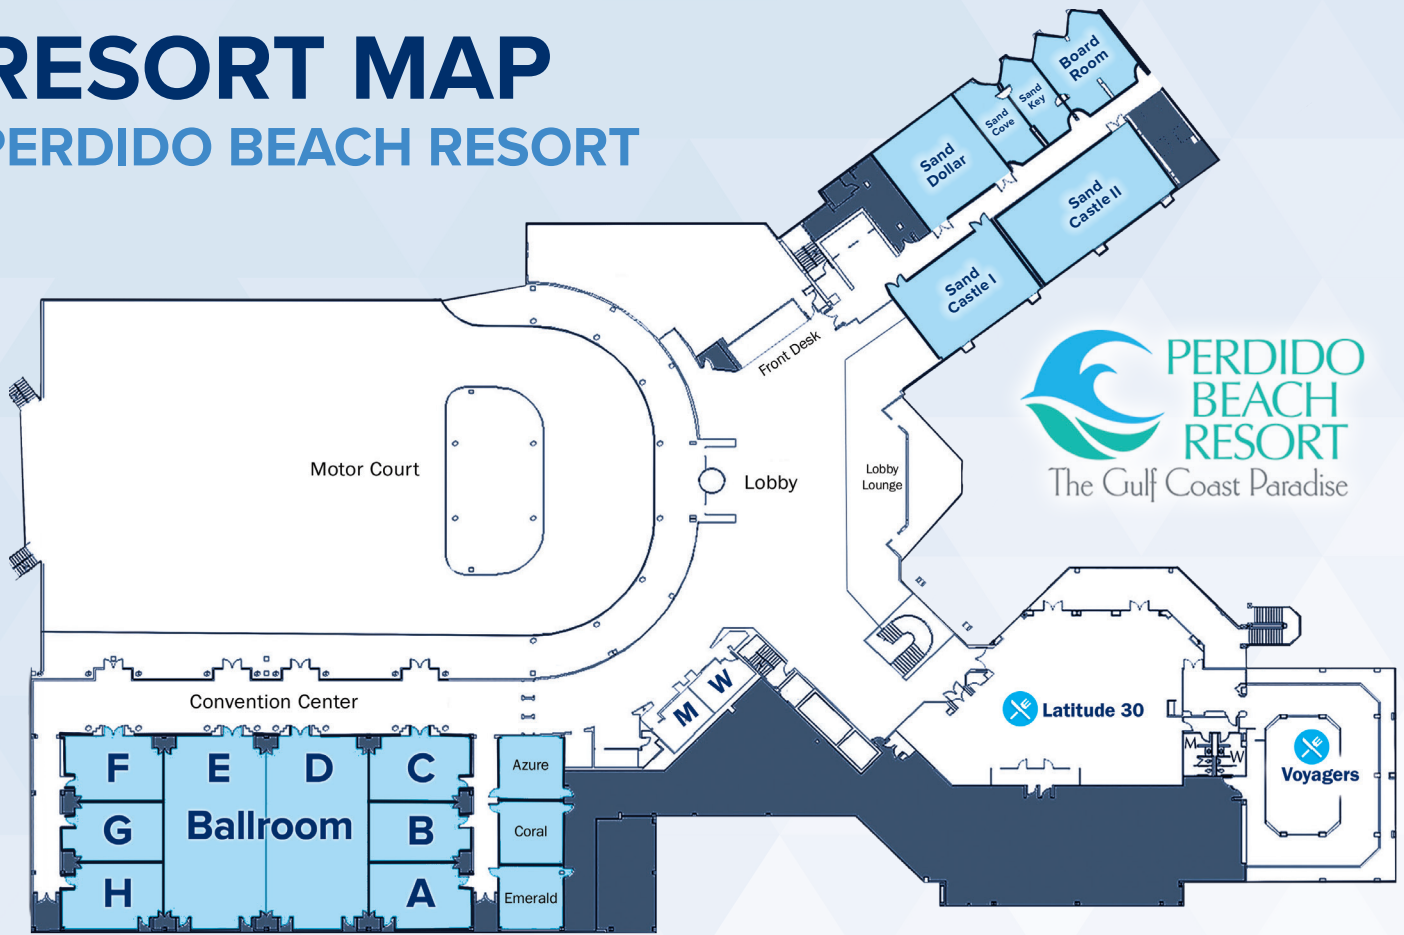 RESORT MAP
PERDIDO BEACH RESORT
Board
Room
Sand
Key
Sand
Cove
Sand
Dollar
Sand
Castle II
Sand
Castle I
Front Desk
PERDIDO
BEACH
RESORT
The Gulf Coast Paradise
Motor Court
Lobby
Lobby
Lounge
Convention Center
M
W
Latitude 30
M
W
Voyagers
F
E
D
C
G
Ballroom
B
H
A
Azure
Coral
Emerald